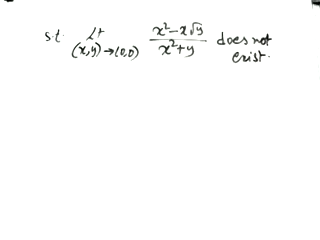 s.t. Lt (x,y)→(0,0) x²-x√y / x²+y does not
exist.